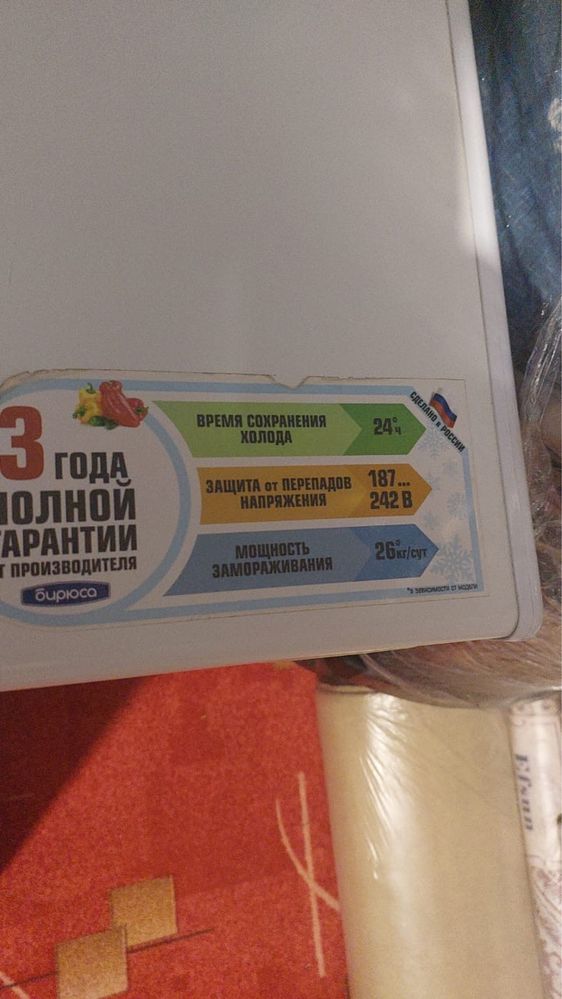 3 ГОДА
ПОЛНОЙ
ГАРАНТИИ
ОТ ПРОИЗВОДИТЕЛЯ
бирюса
ВРЕМЯ СОХРАНЕНИЯ
ХОЛОДА
24*ч
ЗАЩИТА от ПЕРЕПАДОВ
НАПРЯЖЕНИЯ
187...
242 В
МОЩНОСТЬ
ЗАМОРАЖИВАНИЯ
26*кг/сут
СДЕЛАНО в РОССИИ
*в зависимости от модели